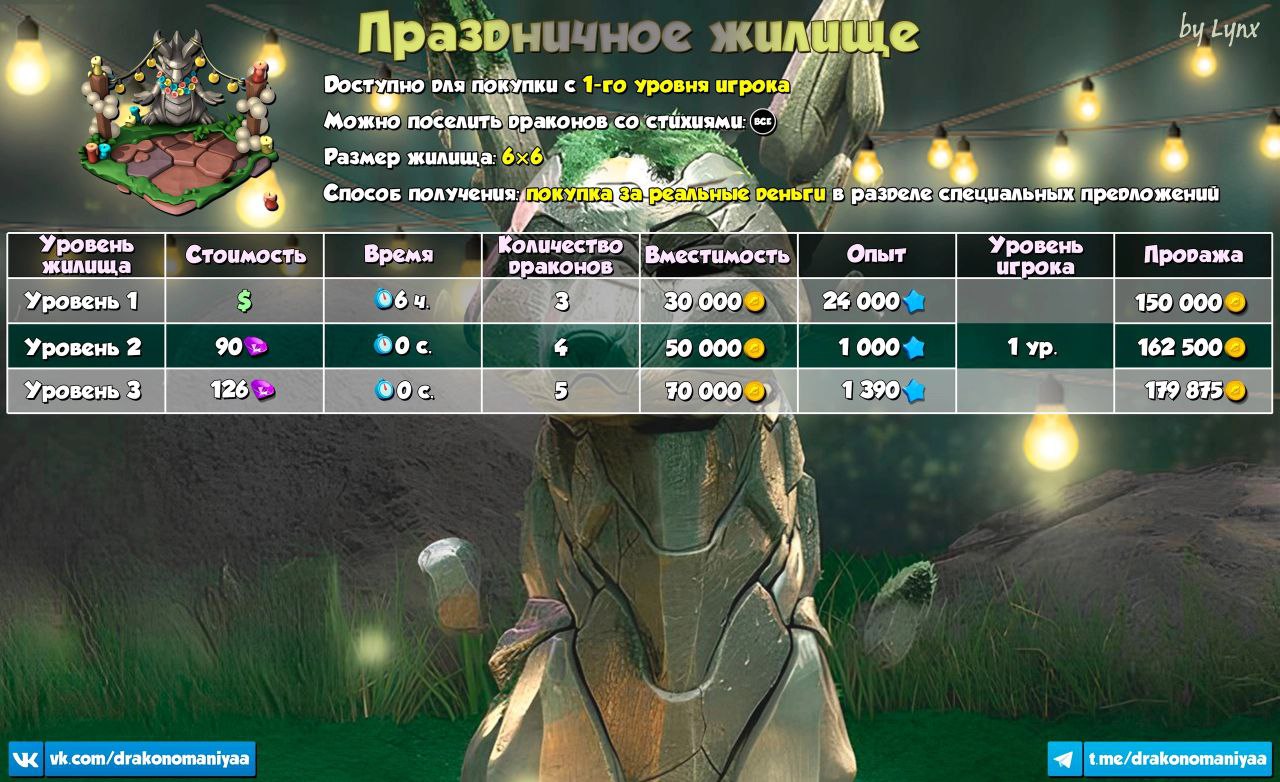 Праздничное жилище
by Lynx
Доступно для покупки с 1-го уровня игрока
Можно поселить драконов со стихиями: ВСЕ
Размер жилища: 6×6
Способ получения: покупка за реальные деньги в разделе специальных предложений
Уровень жилища Стоимость Время Количество драконов Вместимость Опыт Уровень игрока Продажа
Уровень 1 $ 6 ч. 3 30 000 24 000 150 000
Уровень 2 90 0 с. 4 50 000 1 000 1 ур. 162 500
Уровень 3 126 0 с. 5 70 000 1 390 179 875
vk.com/drakonomaniyaa
t.me/drakonomaniyaa